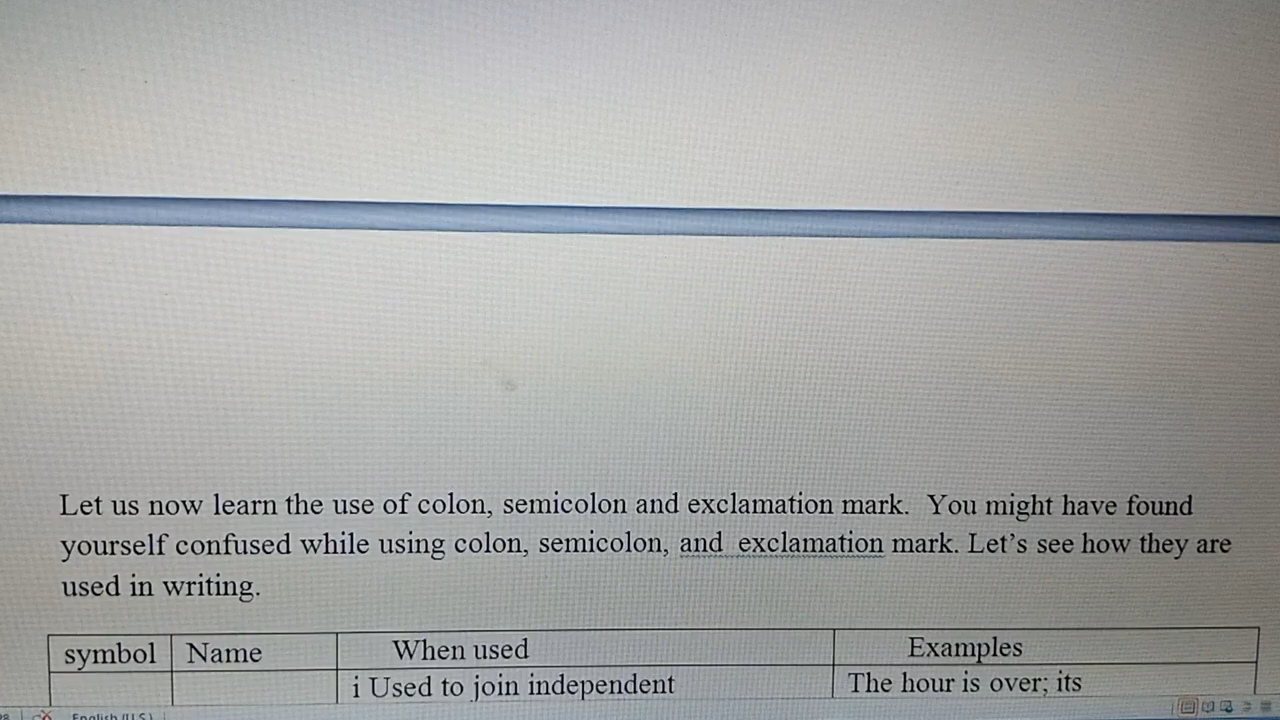 Let us now learn the use of colon, semicolon and exclamation mark.  You might have found
yourself confused while using colon, semicolon, and  exclamation mark. Let's see how they are
used in writing.
symbol Name When used Examples
i Used to join independent The hour is over; its
English (U.S.)